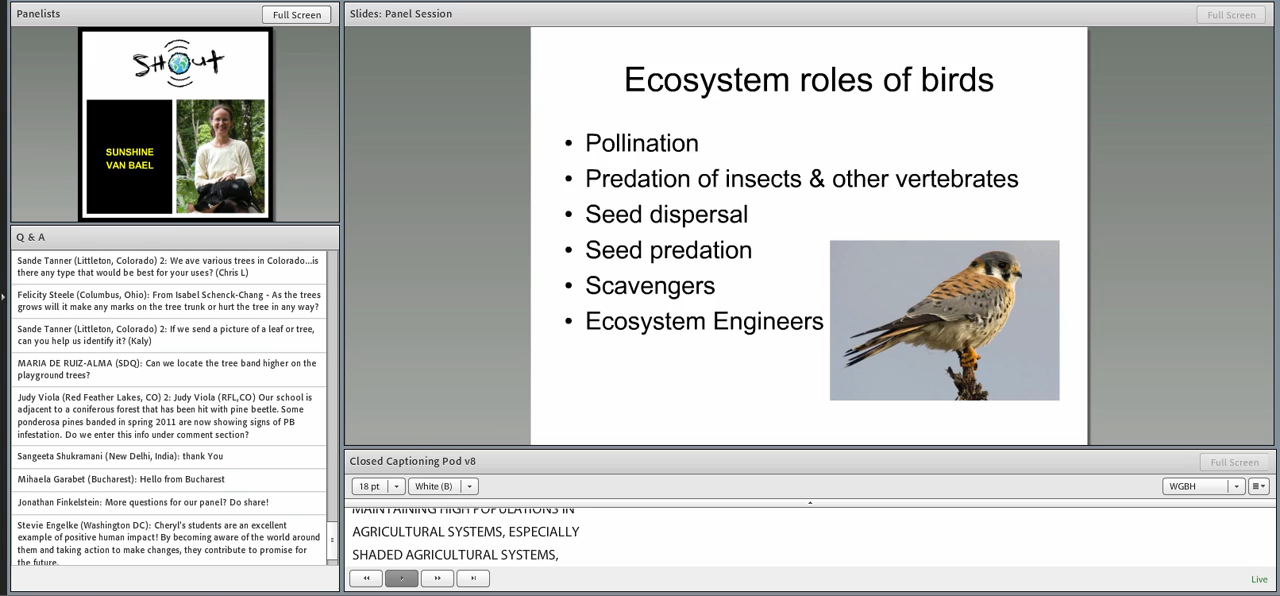 Panelists
Full Screen
SHOUT
SUNSHINE
VAN BAEL
Q & A
Sande Tanner (Littleton, Colorado) 2: We ave various trees in Colorado...is
there any type that would be best for your uses? (Chris L)
Felicity Steele (Columbus, Ohio): From Isabel Schenck-Chang - As the trees
grows will it make any marks on the tree trunk or hurt the tree in any way?
Sande Tanner (Littleton, Colorado) 2: If we send a picture of a leaf or tree,
can you help us identify it? (Kaly)
MARIA DE RUIZ-ALMA (SDQ): Can we locate the tree band higher on the
playground trees?
Judy Viola (Red Feather Lakes, CO) 2: Judy Viola (RFL,CO) Our school is
adjacent to a coniferous forest that has been hit with pine beetle. Some
ponderosa pines banded in spring 2011 are now showing signs of PB
infestation. Do we enter this info under comment section?
Sangeeta Shukramani (New Delhi, India): thank You
Mihaela Garabet (Bucharest): Hello from Bucharest
Jonathan Finkelstein: More questions for our panel? Do share!
Stevie Engelke (Washington DC): Cheryl's students are an excellent
example of positive human impact! By becoming aware of the world around
them and taking action to make changes, they contribute to promise for
the future.
Slides: Panel Session
Full Screen
Ecosystem roles of birds
• Pollination
• Predation of insects & other vertebrates
• Seed dispersal
• Seed predation
• Scavengers
• Ecosystem Engineers
Closed Captioning Pod v8
Full Screen
18 pt
White (B)
WGBH
MAINTAINING HIGH POPULATIONS IN
AGRICULTURAL SYSTEMS, ESPECIALLY
SHADED AGRICULTURAL SYSTEMS,
Live